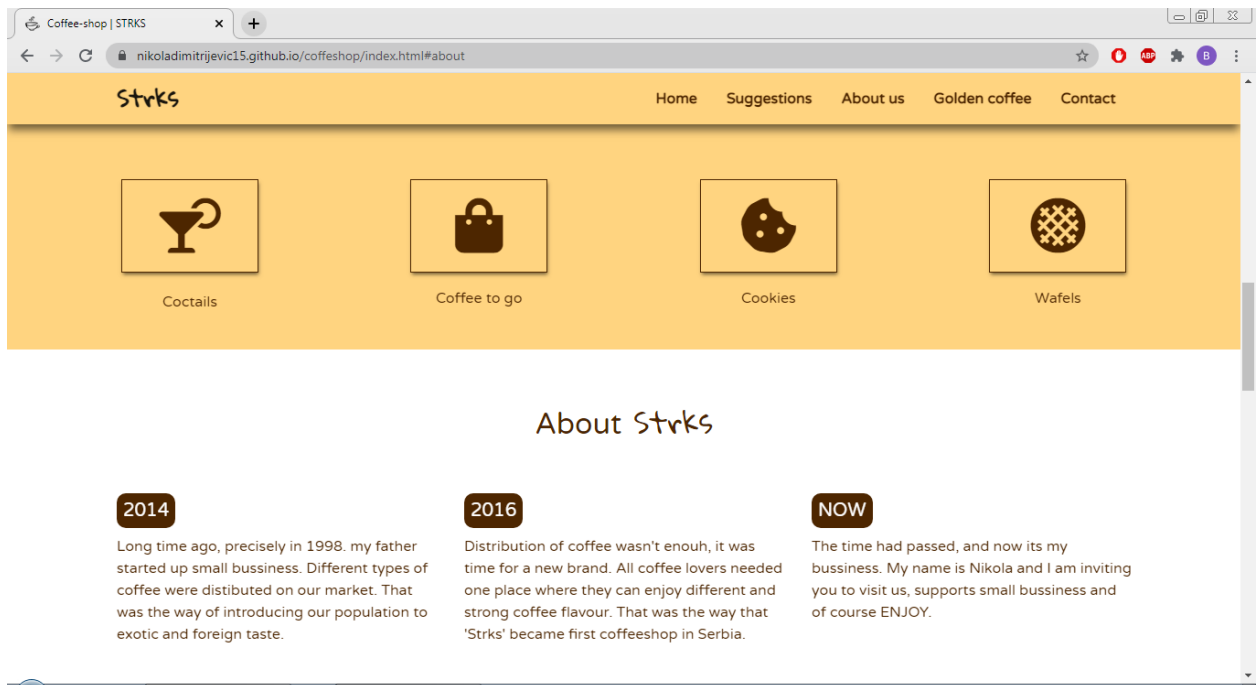 Coffee-shop | STRKS
nikoladimitrijevic15.github.io/coffeshop/index.html#about
ABP
B
Strks
Home Suggestions About us Golden coffee Contact
Coctails Coffee to go Cookies Wafels
About Strks
2014
Long time ago, precisely in 1998. my father
started up small bussiness. Different types of
coffee were distibuted on our market. That
was the way of introducing our population to
exotic and foreign taste.
2016
Distribution of coffee wasn't enouh, it was
time for a new brand. All coffee lovers needed
one place where they can enjoy different and
strong coffee flavour. That was the way that
'Strks' became first coffeeshop in Serbia.
NOW
The time had passed, and now its my
bussiness. My name is Nikola and I am inviting
you to visit us, supports small bussiness and
of course ENJOY.